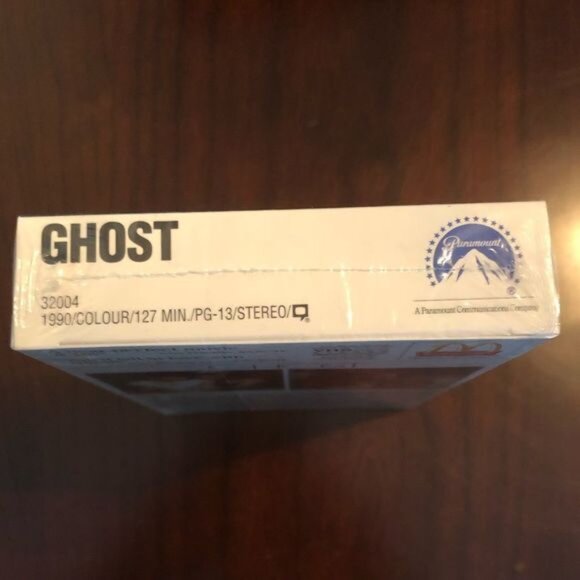 GHOST
32004
1990/COLOUR/127 MIN./PG-13/STEREO/
Paramount
®
A Paramount Communications Company